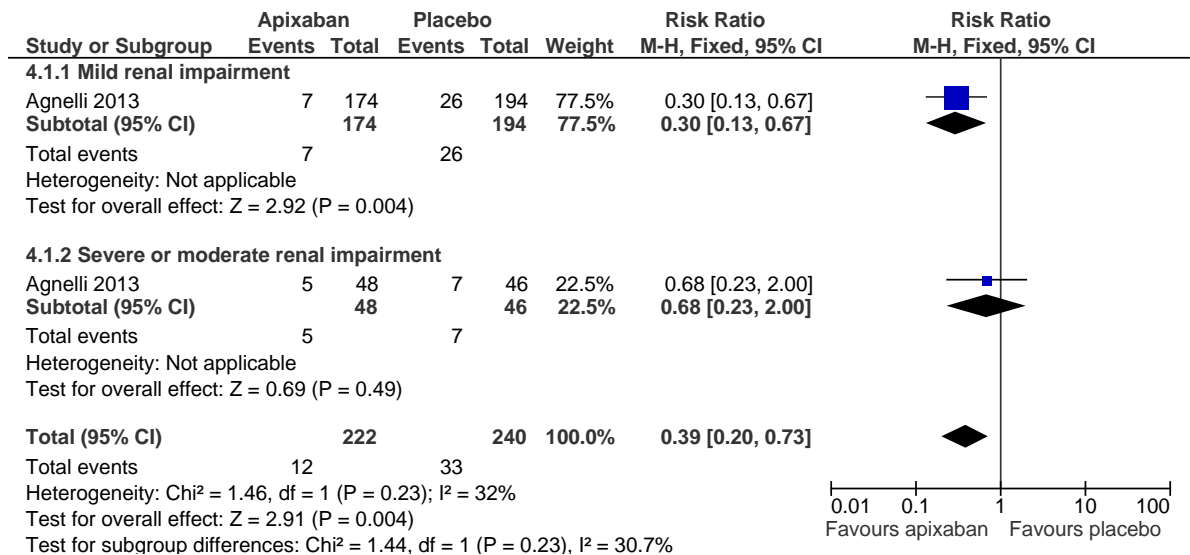 Apixaban Placebo Risk Ratio Risk Ratio
Study or Subgroup Events Total Events Total Weight M-H, Fixed, 95% CI M-H, Fixed, 95% CI
4.1.1 Mild renal impairment
Agnelli 2013 7 174 26 194 77.5% 0.30 [0.13, 0.67]
Subtotal (95% CI) 174 194 77.5% 0.30 [0.13, 0.67]
Total events 7 26
Heterogeneity: Not applicable
Test for overall effect: Z = 2.92 (P = 0.004)
4.1.2 Severe or moderate renal impairment
Agnelli 2013 5 48 7 46 22.5% 0.68 [0.23, 2.00]
Subtotal (95% CI) 48 46 22.5% 0.68 [0.23, 2.00]
Total events 5 7
Heterogeneity: Not applicable
Test for overall effect: Z = 0.69 (P = 0.49)
Total (95% CI) 222 240 100.0% 0.39 [0.20, 0.73]
Total events 12 33
Heterogeneity: Chi² = 1.46, df = 1 (P = 0.23); I² = 32%
Test for overall effect: Z = 2.91 (P = 0.004)
Test for subgroup differences: Chi² = 1.44, df = 1 (P = 0.23), I² = 30.7%
0.01 0.1 1 10 100
Favours apixaban Favours placebo